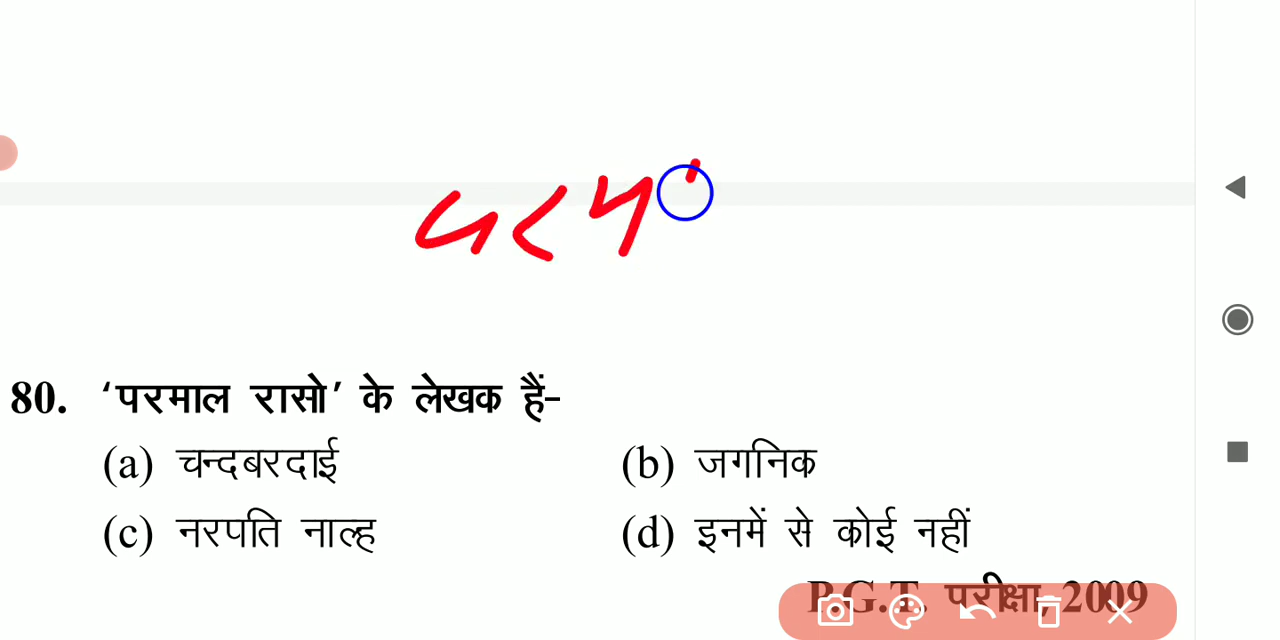 80. ‘परमाल रासो’ के लेखक हैं-
(a) चन्दबरदाई (b) जगनिक
(c) नरपति नाल्ह (d) इनमें से कोई नहीं
P.G.T. परीक्षा, 2009